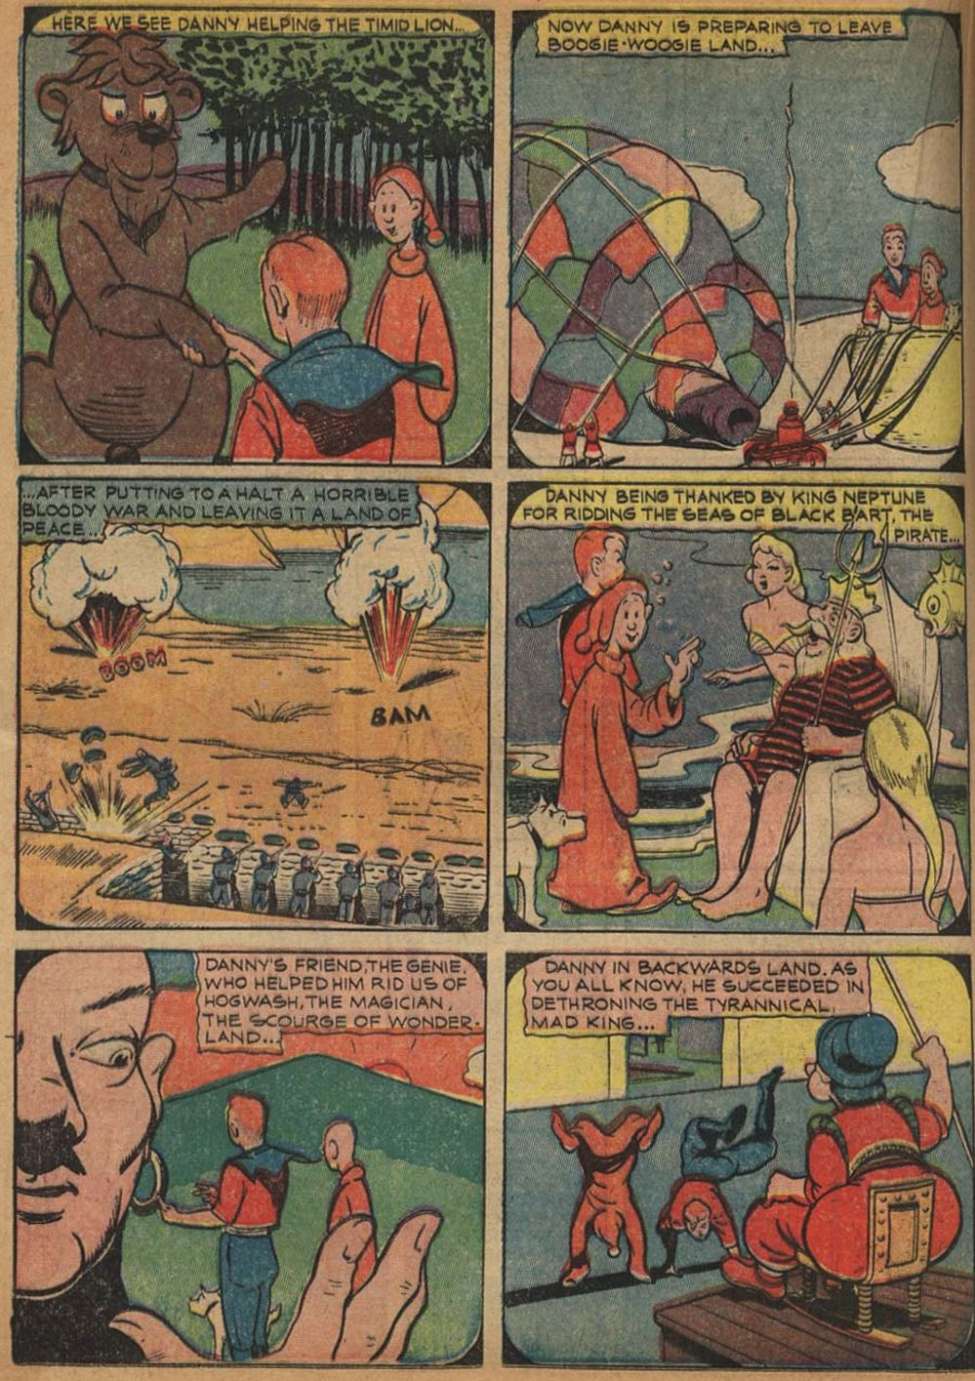 HERE WE SEE DANNY HELPING THE TIMID LION...
NOW DANNY IS PREPARING TO LEAVE
BOOGIE-WOOGIE LAND...
...AFTER PUTTING TO A HALT A HORRIBLE
BLOODY WAR AND LEAVING IT A LAND OF
PEACE...
BOOM
BAM
DANNY BEING THANKED BY KING NEPTUNE
FOR RIDDING THE SEAS OF BLACK B'ART, THE
PIRATE...
DANNY'S FRIEND, THE GENIE,
WHO HELPED HIM RID US OF
HOGWASH, THE MAGICIAN,
THE SCOURGE OF WONDER-
LAND...
DANNY IN BACKWARDS LAND. AS
YOU ALL KNOW, HE SUCCEEDED IN
DETHRONING THE TYRANNICAL
MAD KING...